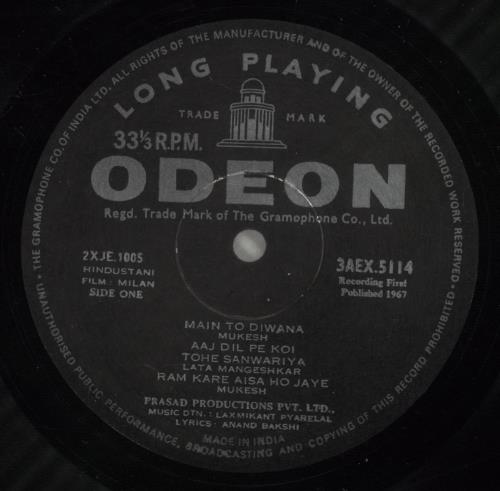 UNAUTHORISED PUBLIC PERFORMANCE, BROADCASTING AND COPYING OF THIS RECORD PROHIBITED. THE GRAMOPHONE CO. OF INDIA LTD. ALL RIGHTS OF THE MANUFACTURER AND OF THE OWNER OF THE RECORDED WORK RESERVED.
LONG PLAYING
TRADE MARK
33⅓ R.P.M.
ODEON
Regd. Trade Mark of The Gramophone Co., Ltd.
2XJE.1005
HINDUSTANI
FILM : MILAN
SIDE ONE
3AEX.5114
Recording First
Published 1967
MAIN TO DIWANA
MUKESH
AAJ DIL PE KOI
TOHE SANWARIYA
LATA MANGESHKAR
RAM KARE AISA HO JAYE
MUKESH
PRASAD PRODUCTIONS PVT. LTD.,
MUSIC DTN. : LAXMIKANT PYARELAL
LYRICS : ANAND BAKSHI
MADE IN INDIA